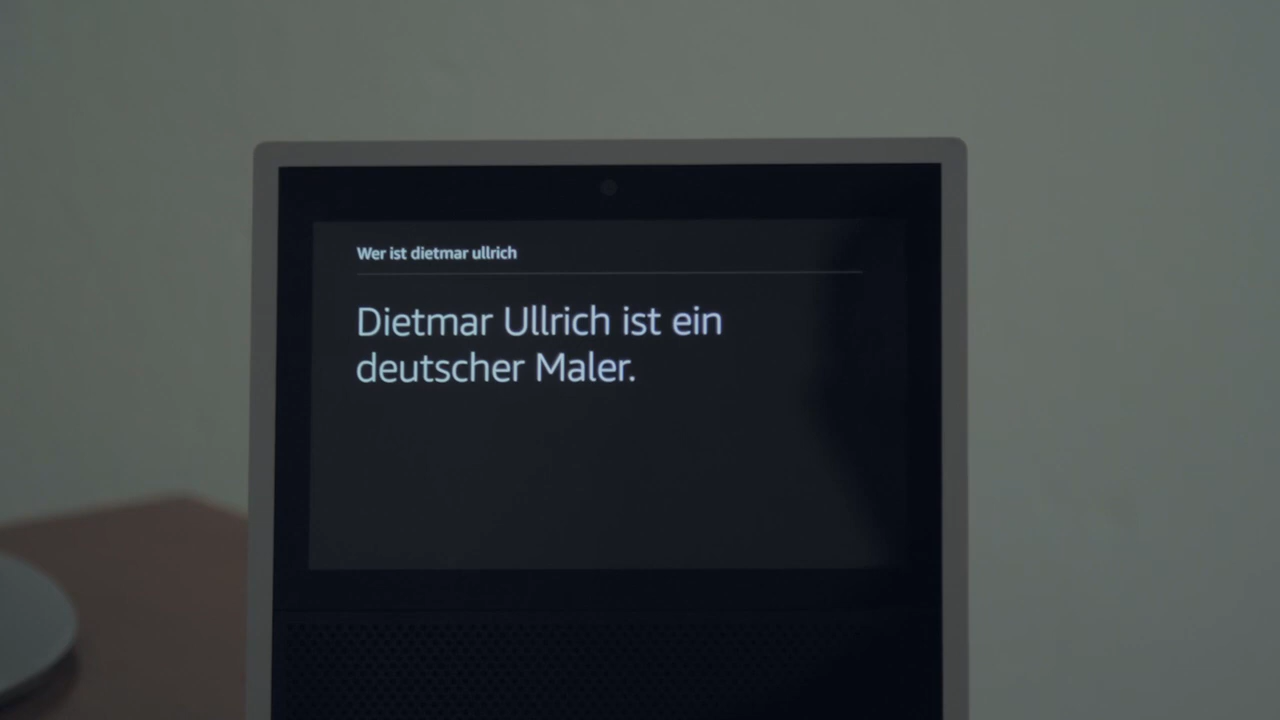 Wer ist dietmar ullrich
Dietmar Ullrich ist ein
deutscher Maler.